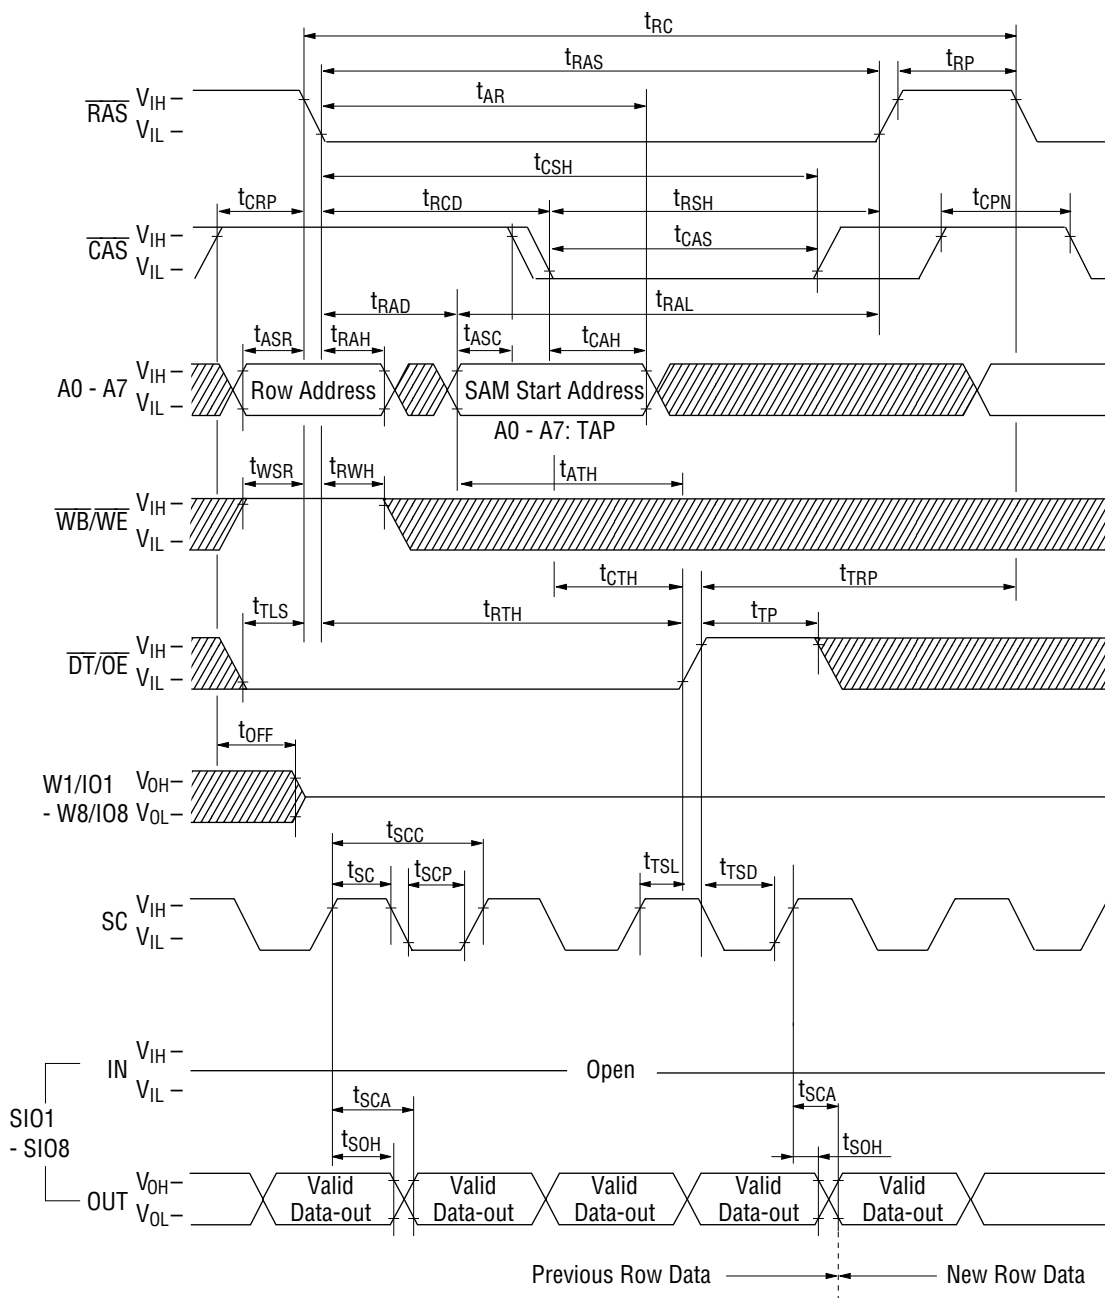 tRC
tRAS
tRP
tAR
RAS VIH
VIL
tCSH
tCRP
tRCD
tRSH
tCPN
CAS VIH
VIL
tCAS
tRAD
tRAL
tASR
tRAH
tASC
tCAH
A0 - A7 VIH
VIL
Row Address
SAM Start Address
A0 - A7: TAP
tWSR
tRWH
tATH
WB/WE VIH
VIL
tCTH
tTRP
tTLS
tRTH
tTP
DT/OE VIH
VIL
tOFF
W1/IO1
- W8/IO8
VOH
VOL
tSCC
tSC
tSCP
tTSL
tTSD
SC VIH
VIL
IN VIH
VIL
Open
SIO1
- SIO8
tSCA
tSCA
tSOH
tSOH
OUT VOH
VOL
Valid
Data-out
Valid
Data-out
Valid
Data-out
Valid
Data-out
Valid
Data-out
Previous Row Data
New Row Data